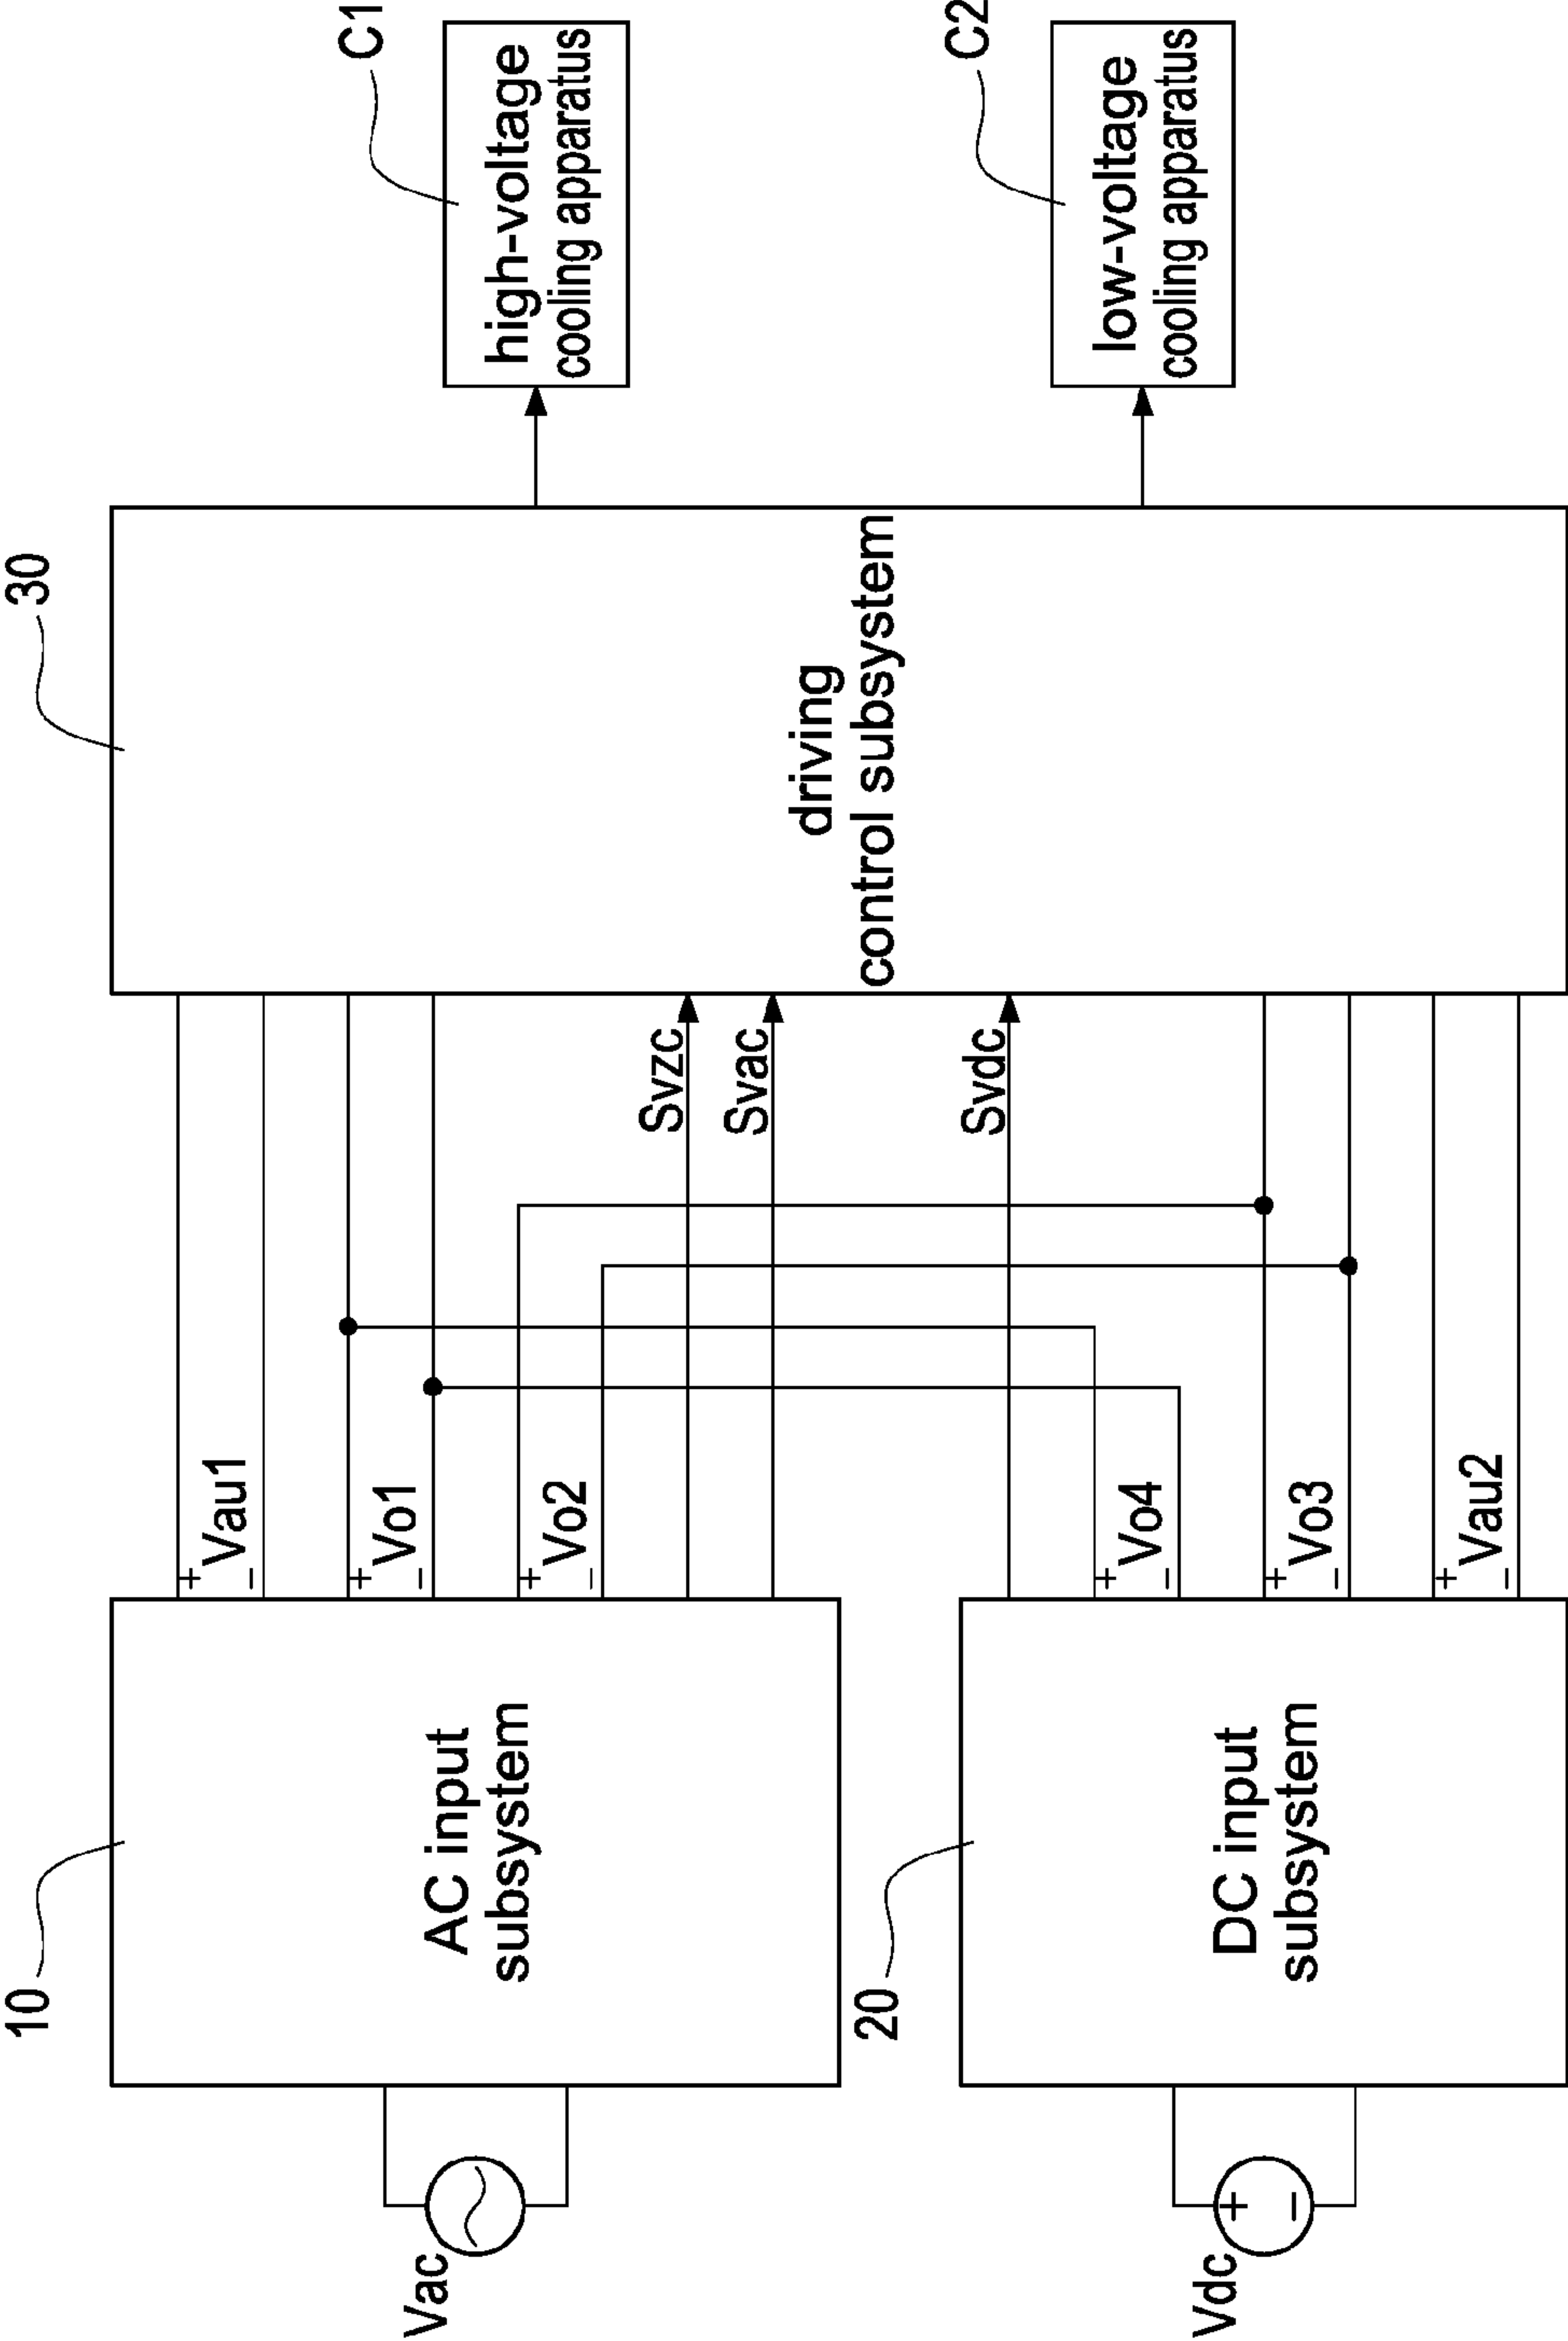 10
30
C1
Vac
AC input
subsystem
+
Vau1
−
+
Vo1
−
+
Vo2
−
Svzc
Svac
driving
control subsystem
high-voltage
cooling apparatus
20
C2
Vdc
+
−
DC input
subsystem
Svdc
+
Vo4
−
+
Vo3
−
+
Vau2
−
low-voltage
cooling apparatus